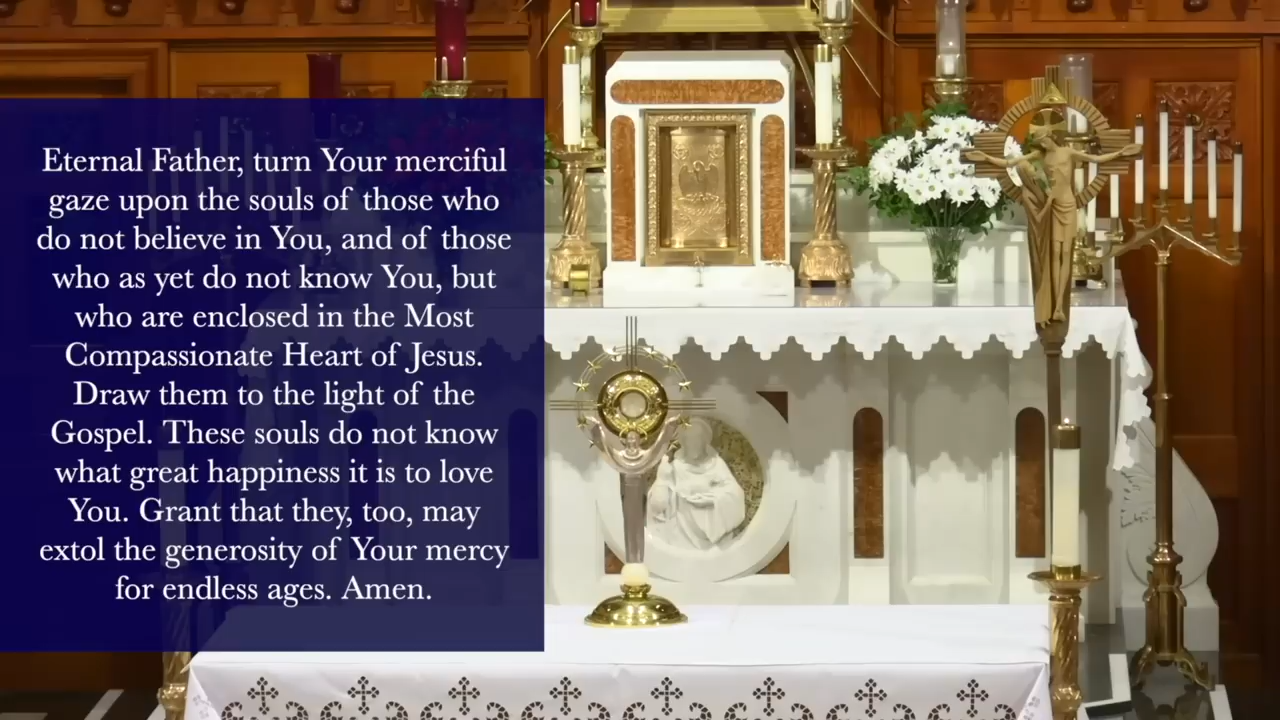 Eternal Father, turn Your merciful
gaze upon the souls of those who
do not believe in You, and of those
who as yet do not know You, but
who are enclosed in the Most
Compassionate Heart of Jesus.
Draw them to the light of the
Gospel. These souls do not know
what great happiness it is to love
You. Grant that they, too, may
extol the generosity of Your mercy
for endless ages. Amen.